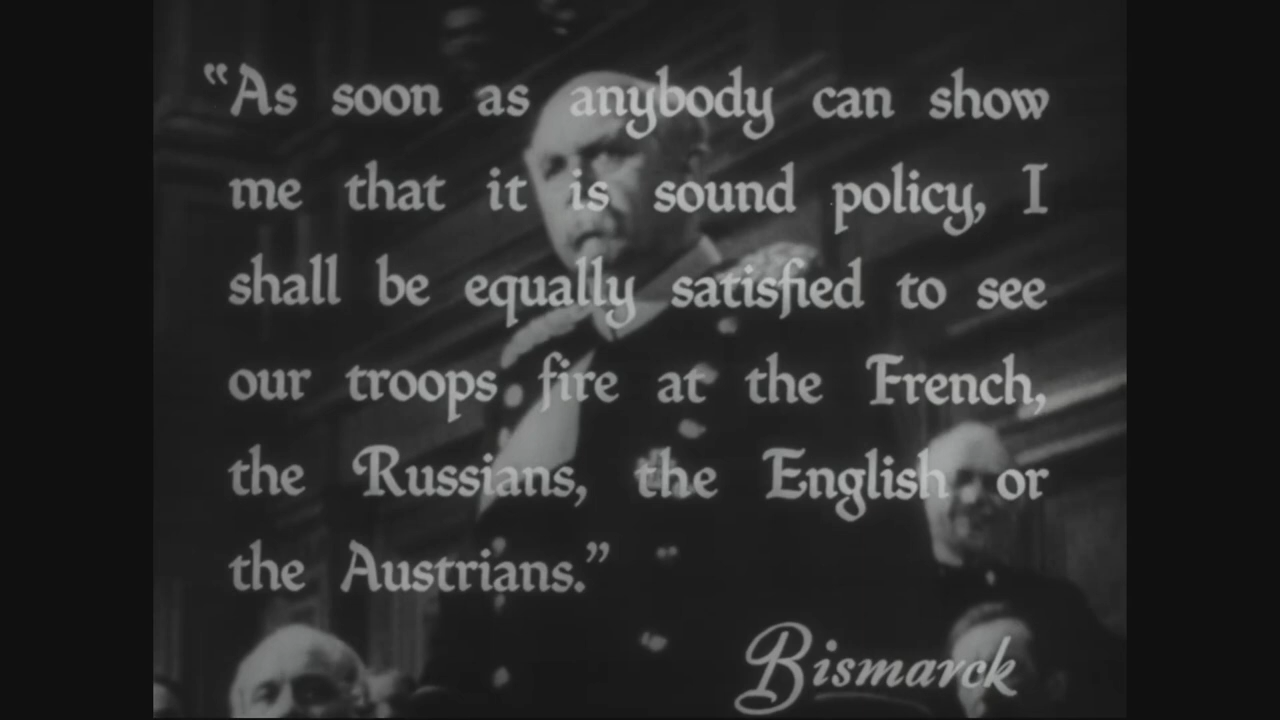 “As soon as anybody can show
me that it is sound policy, I
shall be equally satisfied to see
our troops fire at the French,
the Russians, the English or
the Austrians.”
Bismarck